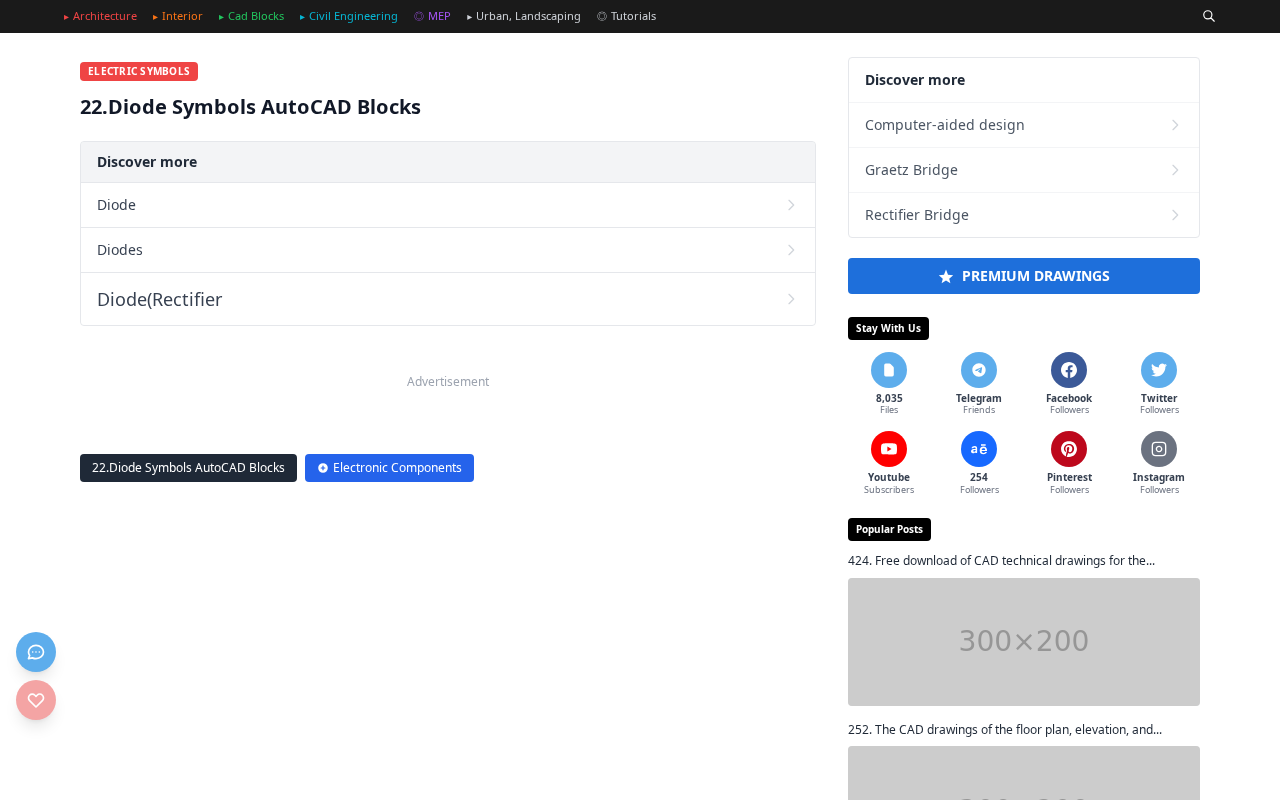 Architecture
Interior
Cad Blocks
Civil Engineering
MEP
Urban, Landscaping
Tutorials
ELECTRIC SYMBOLS
22.Diode Symbols AutoCAD Blocks
Discover more
Diode
Diodes
Diode(Rectifier
Advertisement
22.Diode Symbols AutoCAD Blocks
Electronic Components
Discover more
Computer-aided design
Graetz Bridge
Rectifier Bridge
PREMIUM DRAWINGS
Stay With Us
8,035
Files
Telegram
Friends
Facebook
Followers
Twitter
Followers
Youtube
Subscribers
254
Followers
Pinterest
Followers
Instagram
Followers
Popular Posts
424. Free download of CAD technical drawings for the...
300×200
252. The CAD drawings of the floor plan, elevation, and...